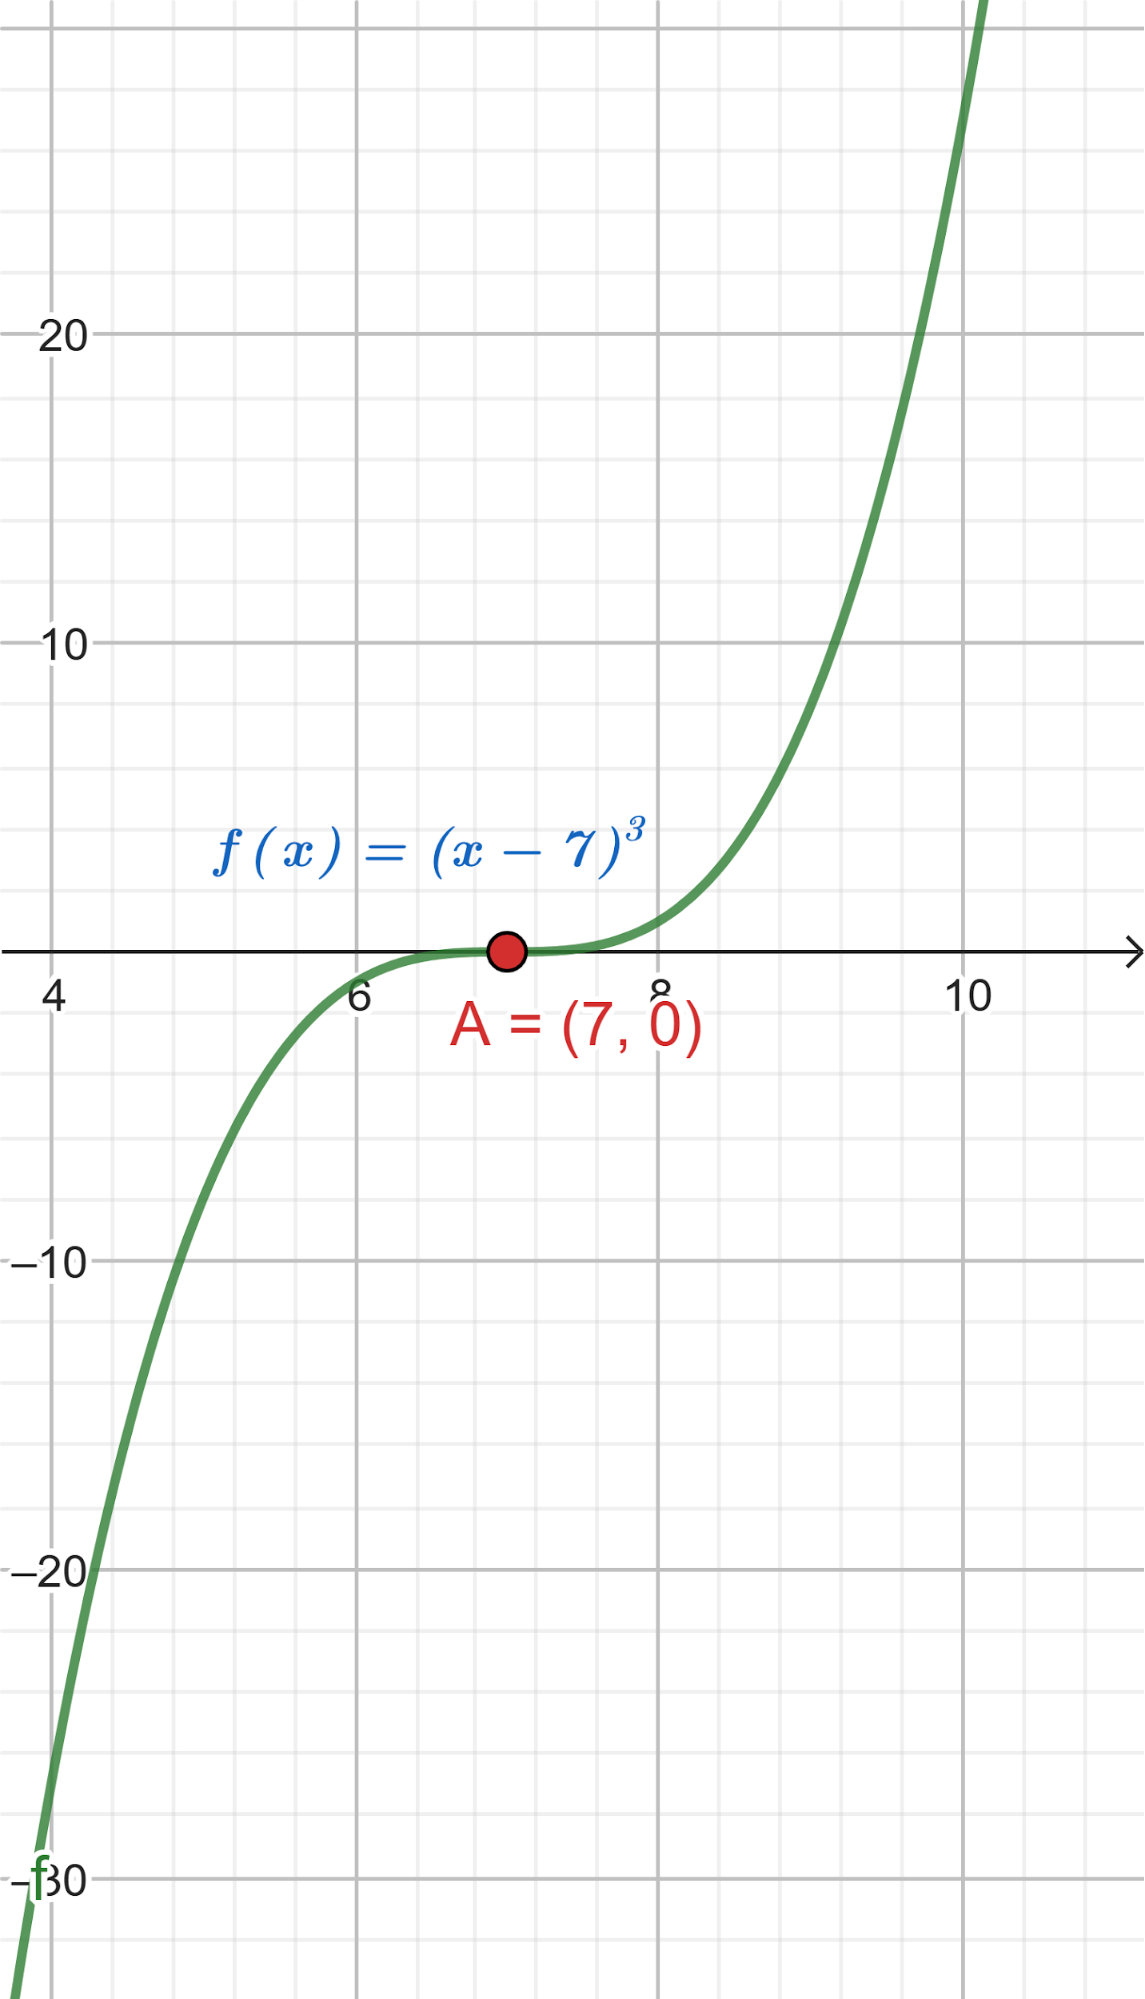 20
10
f(x) = (x − 7)³
4 6 8 10
A = (7, 0)
–10
–20
–30
f